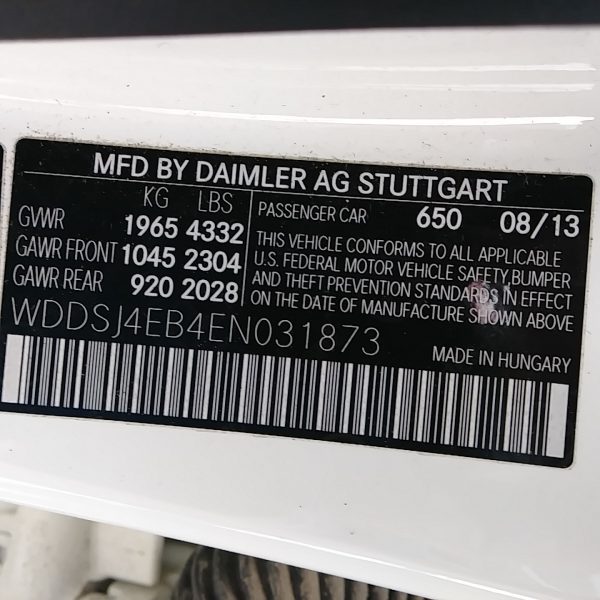 MFD BY DAIMLER AG STUTTGART
KG LBS
GVWR 1965 4332
GAWR FRONT 1045 2304
GAWR REAR 920 2028
PASSENGER CAR 650 08/13
THIS VEHICLE CONFORMS TO ALL APPLICABLE
U.S. FEDERAL MOTOR VEHICLE SAFETY, BUMPER
AND THEFT PREVENTION STANDARDS IN EFFECT
ON THE DATE OF MANUFACTURE SHOWN ABOVE
WDDSJ4EB4EN031873
MADE IN HUNGARY